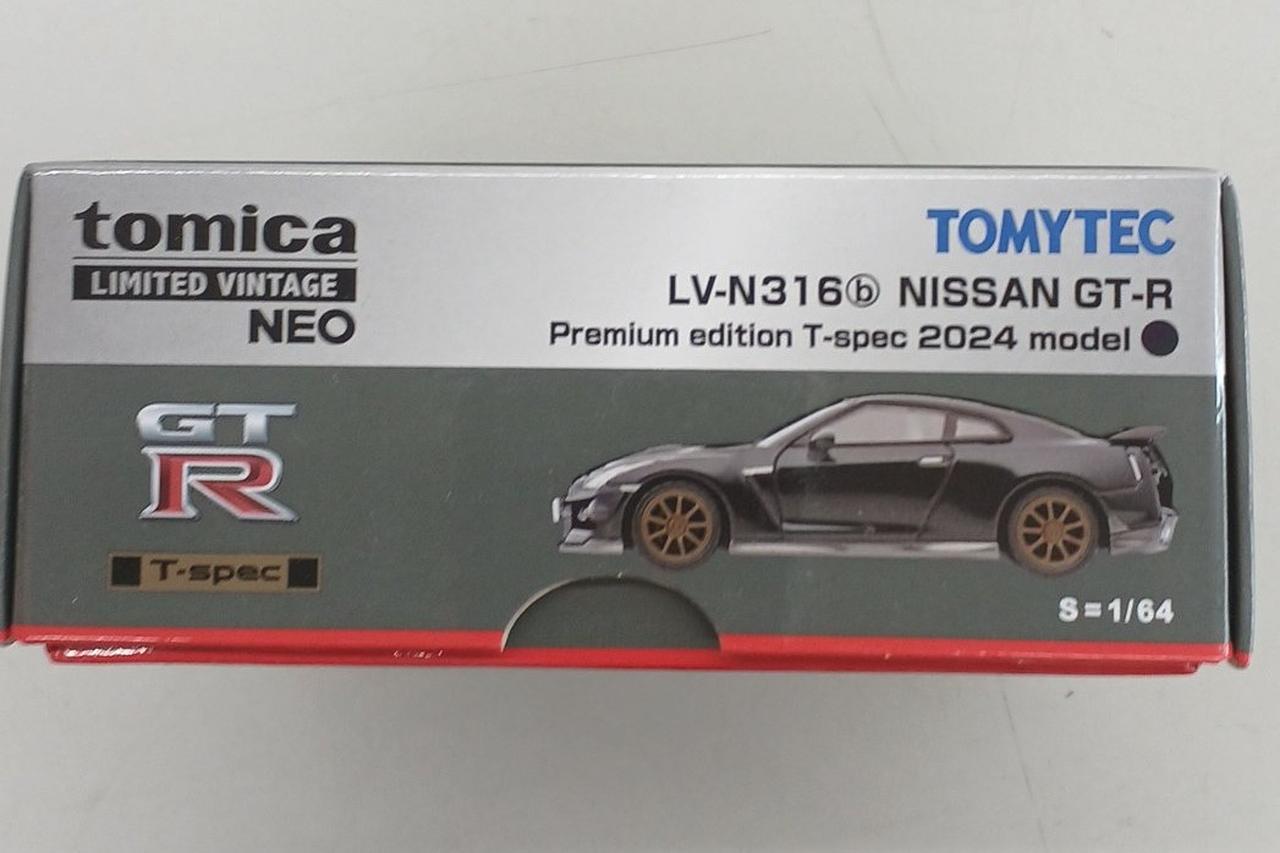 tomica
LIMITED VINTAGE
NEO
TOMYTEC
LV-N316ⓑ NISSAN GT-R
Premium edition T-spec 2024 model
GT
R
T-spec
S=1/64